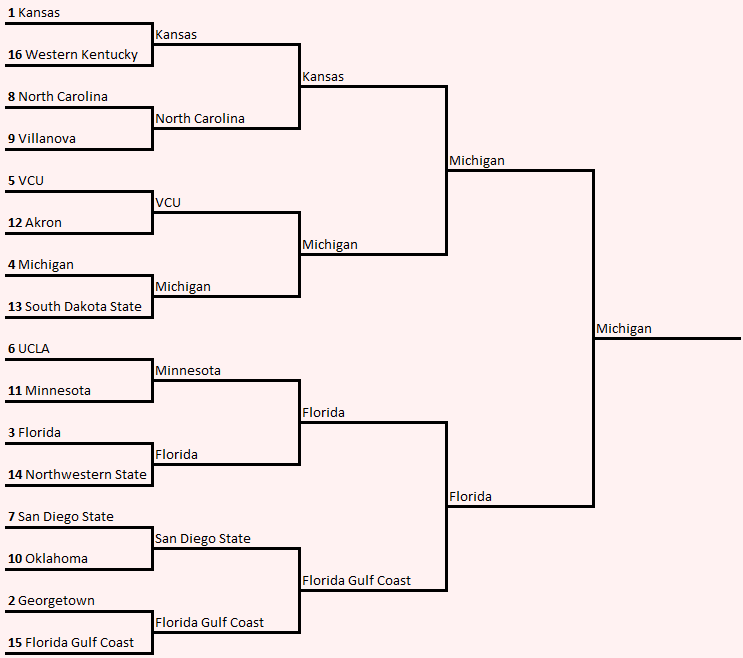 1 Kansas
Kansas
16 Western Kentucky
Kansas
8 North Carolina
North Carolina
9 Villanova
Michigan
5 VCU
VCU
12 Akron
Michigan
4 Michigan
Michigan
13 South Dakota State
Michigan
6 UCLA
Minnesota
11 Minnesota
Florida
3 Florida
Florida
14 Northwestern State
Florida
7 San Diego State
San Diego State
10 Oklahoma
Florida Gulf Coast
2 Georgetown
Florida Gulf Coast
15 Florida Gulf Coast